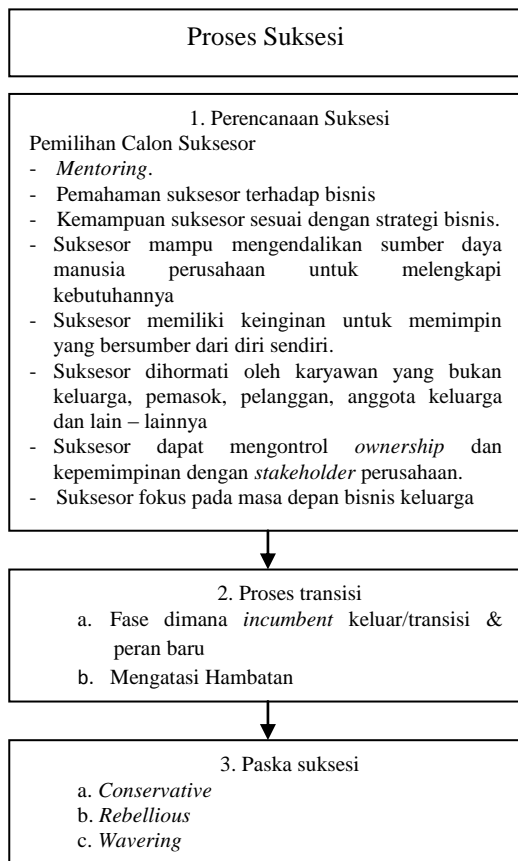 Proses Suksesi
1. Perencanaan Suksesi
Pemilihan Calon Suksesor
- Mentoring.
- Pemahaman suksesor terhadap bisnis
- Kemampuan suksesor sesuai dengan strategi bisnis.
- Suksesor mampu mengendalikan sumber daya
manusia perusahaan untuk melengkapi
kebutuhannya
- Suksesor memiliki keinginan untuk memimpin
yang bersumber dari diri sendiri.
- Suksesor dihormati oleh karyawan yang bukan
keluarga, pemasok, pelanggan, anggota keluarga
dan lain – lainnya
- Suksesor dapat mengontrol ownership dan
kepemimpinan dengan stakeholder perusahaan.
- Suksesor fokus pada masa depan bisnis keluarga
2. Proses transisi
a. Fase dimana incumbent keluar/transisi &
peran baru
b. Mengatasi Hambatan
3. Paska suksesi
a. Conservative
b. Rebellious
c. Wavering